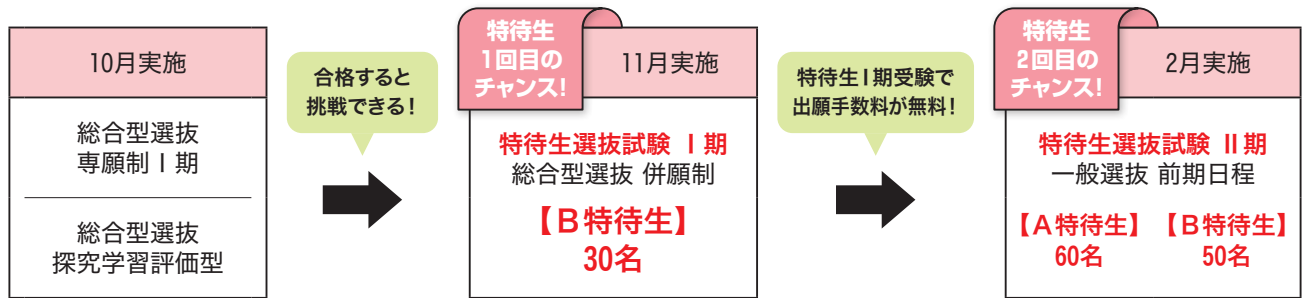 10月実施
総合型選抜
専願制Ⅰ期
総合型選抜
探究学習評価型
合格すると
挑戦できる!
特待生
1回目の
チャンス!
11月実施
特待生選抜試験 Ⅰ期
総合型選抜 併願制
【B特待生】
30名
特待生Ⅰ期受験で
出願手数料が無料!
特待生
2回目の
チャンス!
2月実施
特待生選抜試験 Ⅱ期
一般選抜 前期日程
【A特待生】【B特待生】
60名 50名